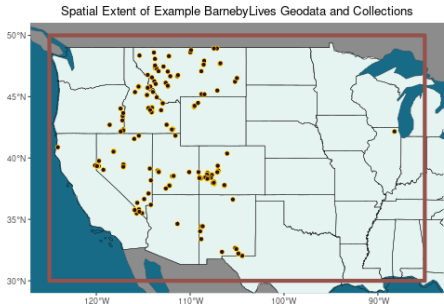 Spatial Extent of Example BarnebyLives Geodata and Collections
50°N
45°N
40°N
35°N
30°N
120°W
110°W
100°W
90°W